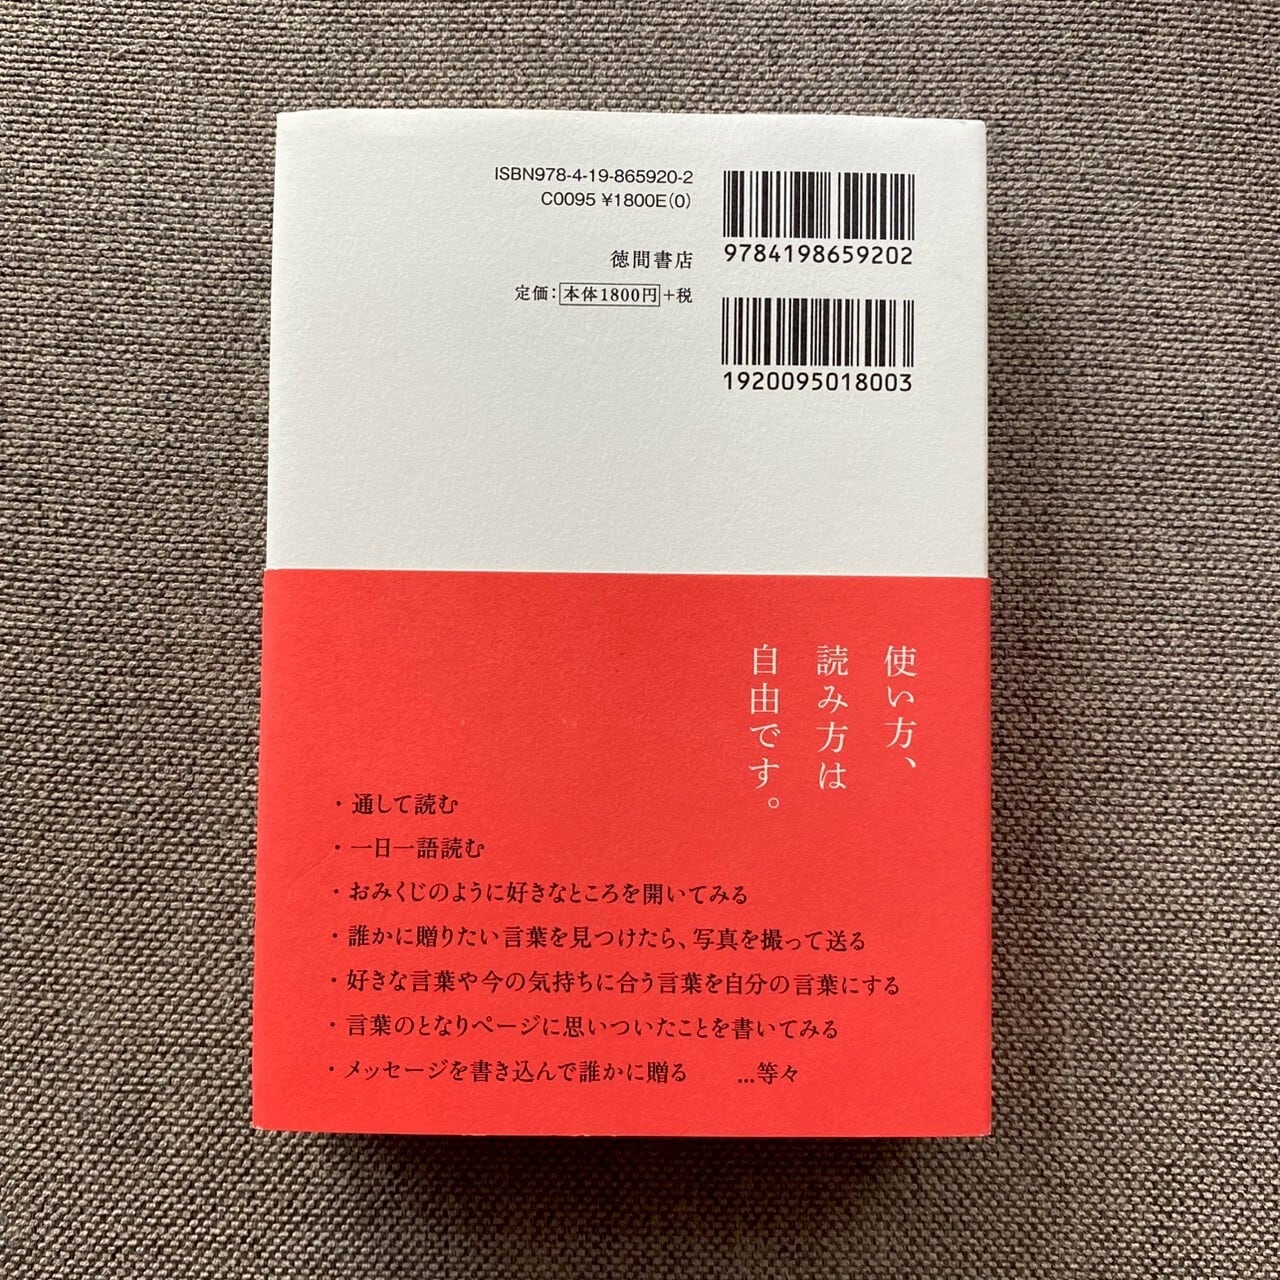 ISBN978-4-19-865920-2
C0095 ¥1800E(0)
徳間書店
定価：本体1800円+税
9784198659202
1920095018003
使い方、
読み方は
自由です。
・通して読む
・一日一語読む
・おみくじのように好きなところを開いてみる
・誰かに贈りたい言葉を見つけたら、写真を撮って送る
・好きな言葉や今の気持ちに合う言葉を自分の言葉にする
・言葉のとなりページに思いついたことを書いてみる
・メッセージを書き込んで誰かに贈る　…等々